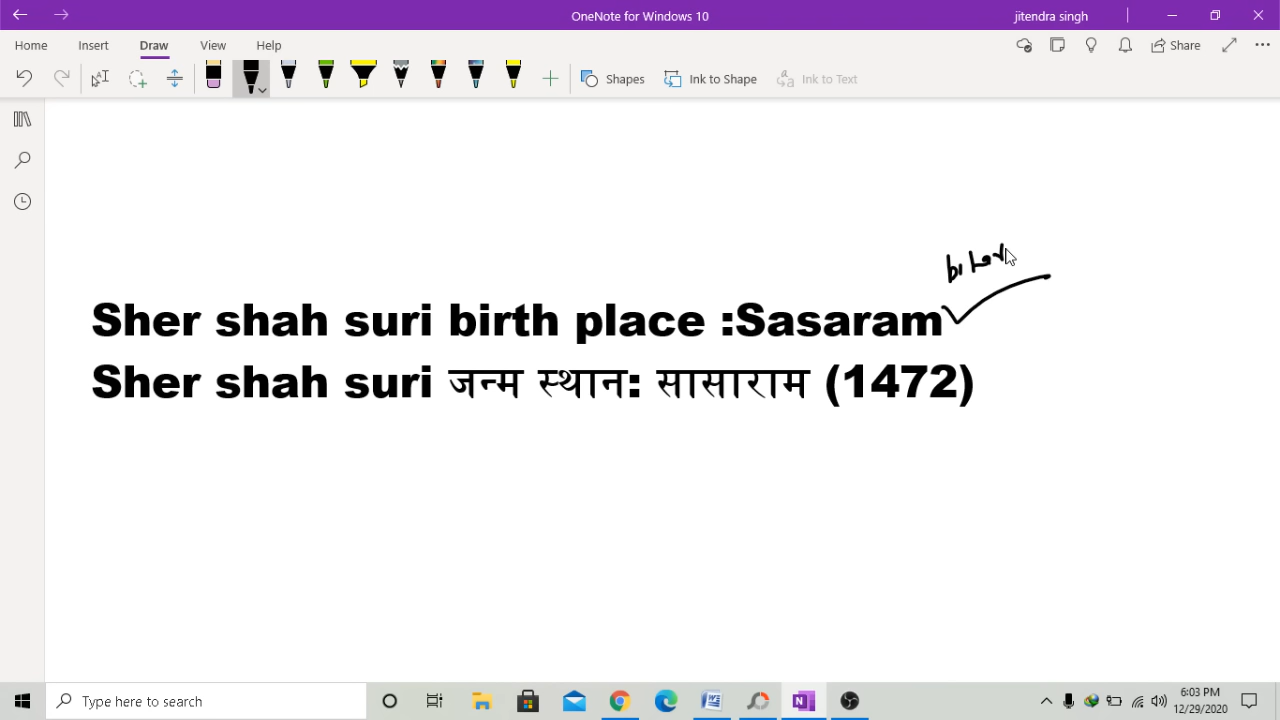 OneNote for Windows 10
jitendra singh
Home Insert Draw View Help
Share
Shapes
Ink to Shape
Ink to Text
bihar
Sher shah suri birth place :Sasaram
Sher shah suri जन्म स्थान: सासाराम (1472)
Type here to search
6:03 PM
12/29/2020